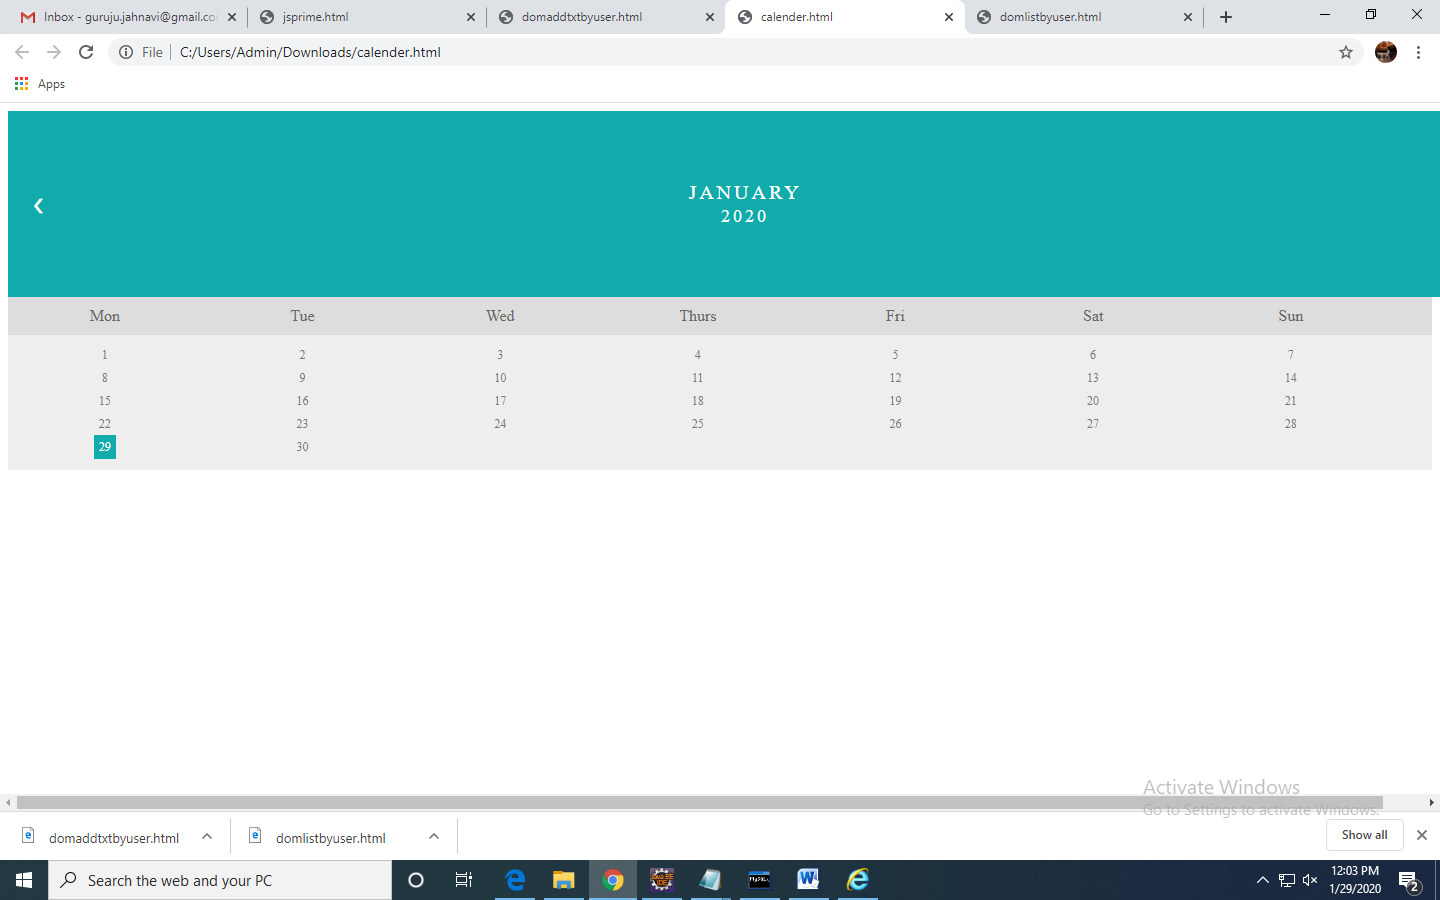 Inbox - guruju.jahnavi@gmail.co
jsprime.html
domaddtxtbyuser.html
calender.html
domlistbyuser.html
File
C:/Users/Admin/Downloads/calender.html
Apps
❮
JANUARY
2020
Mon Tue Wed Thurs Fri Sat Sun
1 2 3 4 5 6 7
8 9 10 11 12 13 14
15 16 17 18 19 20 21
22 23 24 25 26 27 28
29 30
Activate Windows
Go to Settings to activate Windows.
domaddtxtbyuser.html
domlistbyuser.html
Show all
Search the web and your PC
12:03 PM
1/29/2020
2